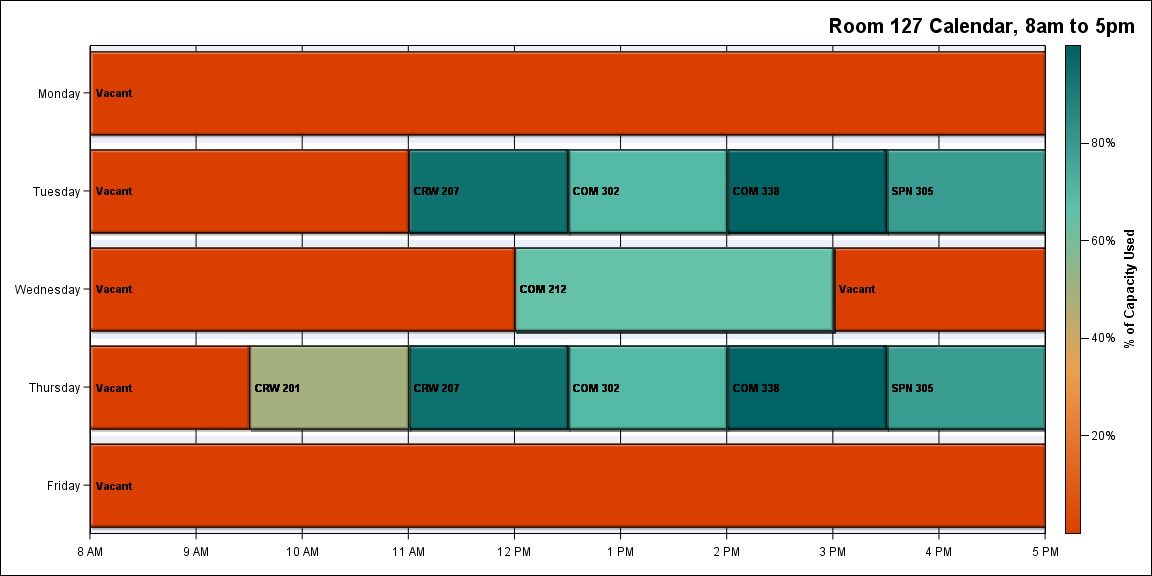 Room 127 Calendar, 8am to 5pm
Monday
Vacant
Tuesday
Vacant
CRW 207
COM 302
COM 338
SPN 305
Wednesday
Vacant
COM 212
Vacant
Thursday
Vacant
CRW 201
CRW 207
COM 302
COM 338
SPN 305
Friday
Vacant
8 AM
9 AM
10 AM
11 AM
12 PM
1 PM
2 PM
3 PM
4 PM
5 PM
80%
60%
40%
20%
% of Capacity Used